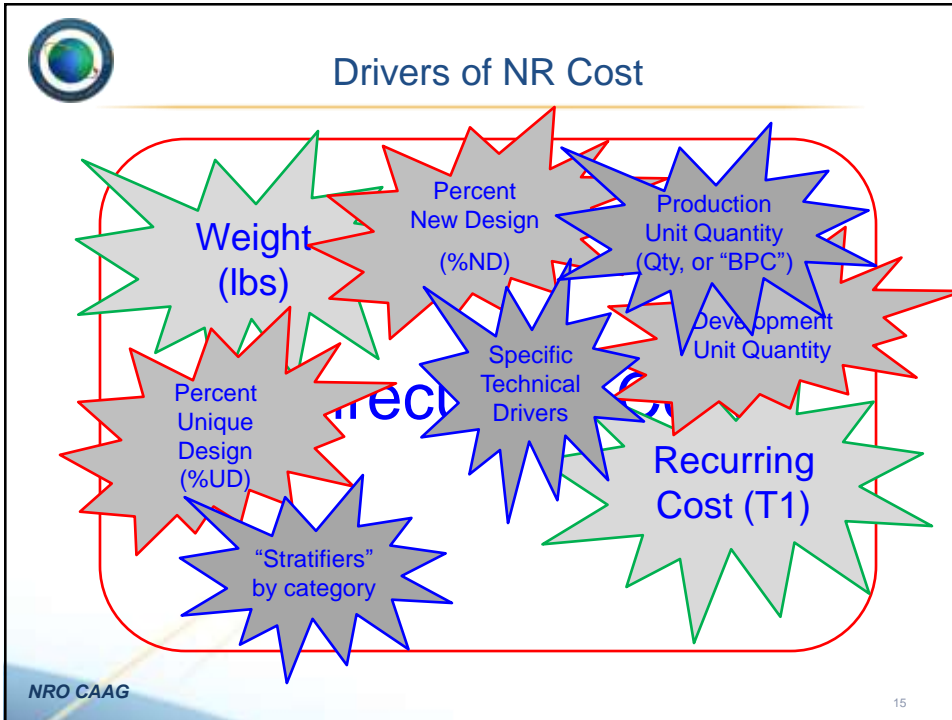 Drivers of NR Cost
Weight
(lbs)
Percent
New Design
(%ND)
Production
Unit Quantity
(Qty, or “BPC”)
Development
Unit Quantity
Specific
Technical
Drivers
Percent
Unique
Design
(%UD)
Recurring
Cost (T1)
“Stratifiers”
by category
NRO CAAG
15